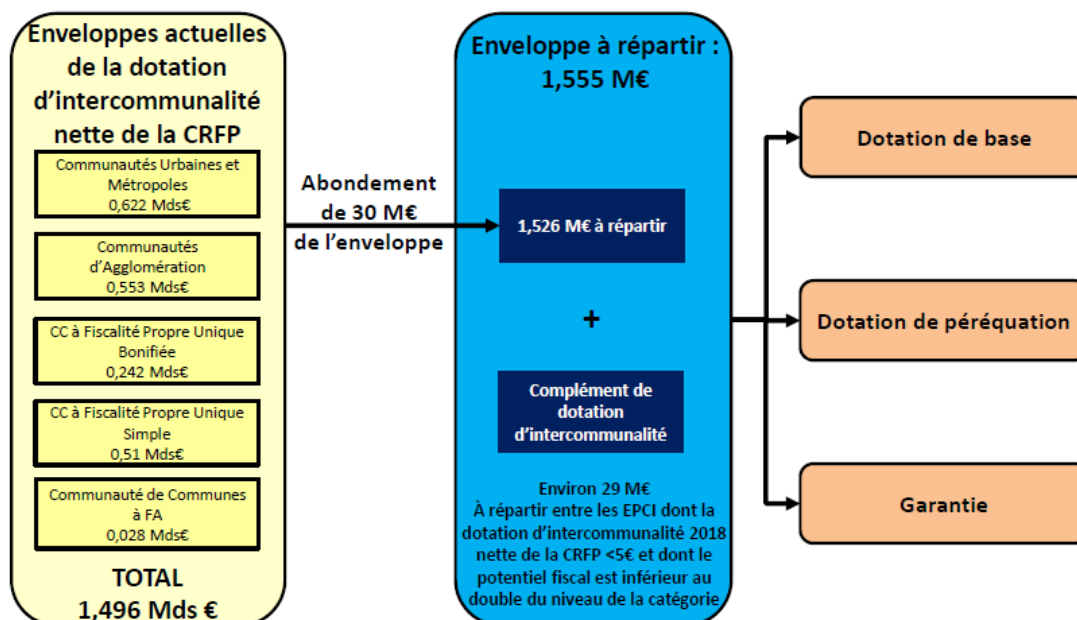 Enveloppes actuelles
de la dotation
d'intercommunalité
nette de la CRFP
Communautés Urbaines et
Métropoles
0,622 Mds€
Communautés
d'Agglomération
0,553 Mds€
CC à Fiscalité Propre Unique
Bonifiée
0,242 Mds€
CC à Fiscalité Propre Unique
Simple
0,51 Mds€
Communauté de Communes
à FA
0,028 Mds€
TOTAL
1,496 Mds €
Abondement
de 30 M€
de l'enveloppe
Enveloppe à répartir :
1,555 M€
1,526 M€ à répartir
+
Complément de
dotation
d'intercommunalité
Environ 29 M€
À répartir entre les EPCI dont la
dotation d'intercommunalité 2018
nette de la CRFP <5€ et dont le
potentiel fiscal est inférieur au
double du niveau de la catégorie
Dotation de base
Dotation de péréquation
Garantie